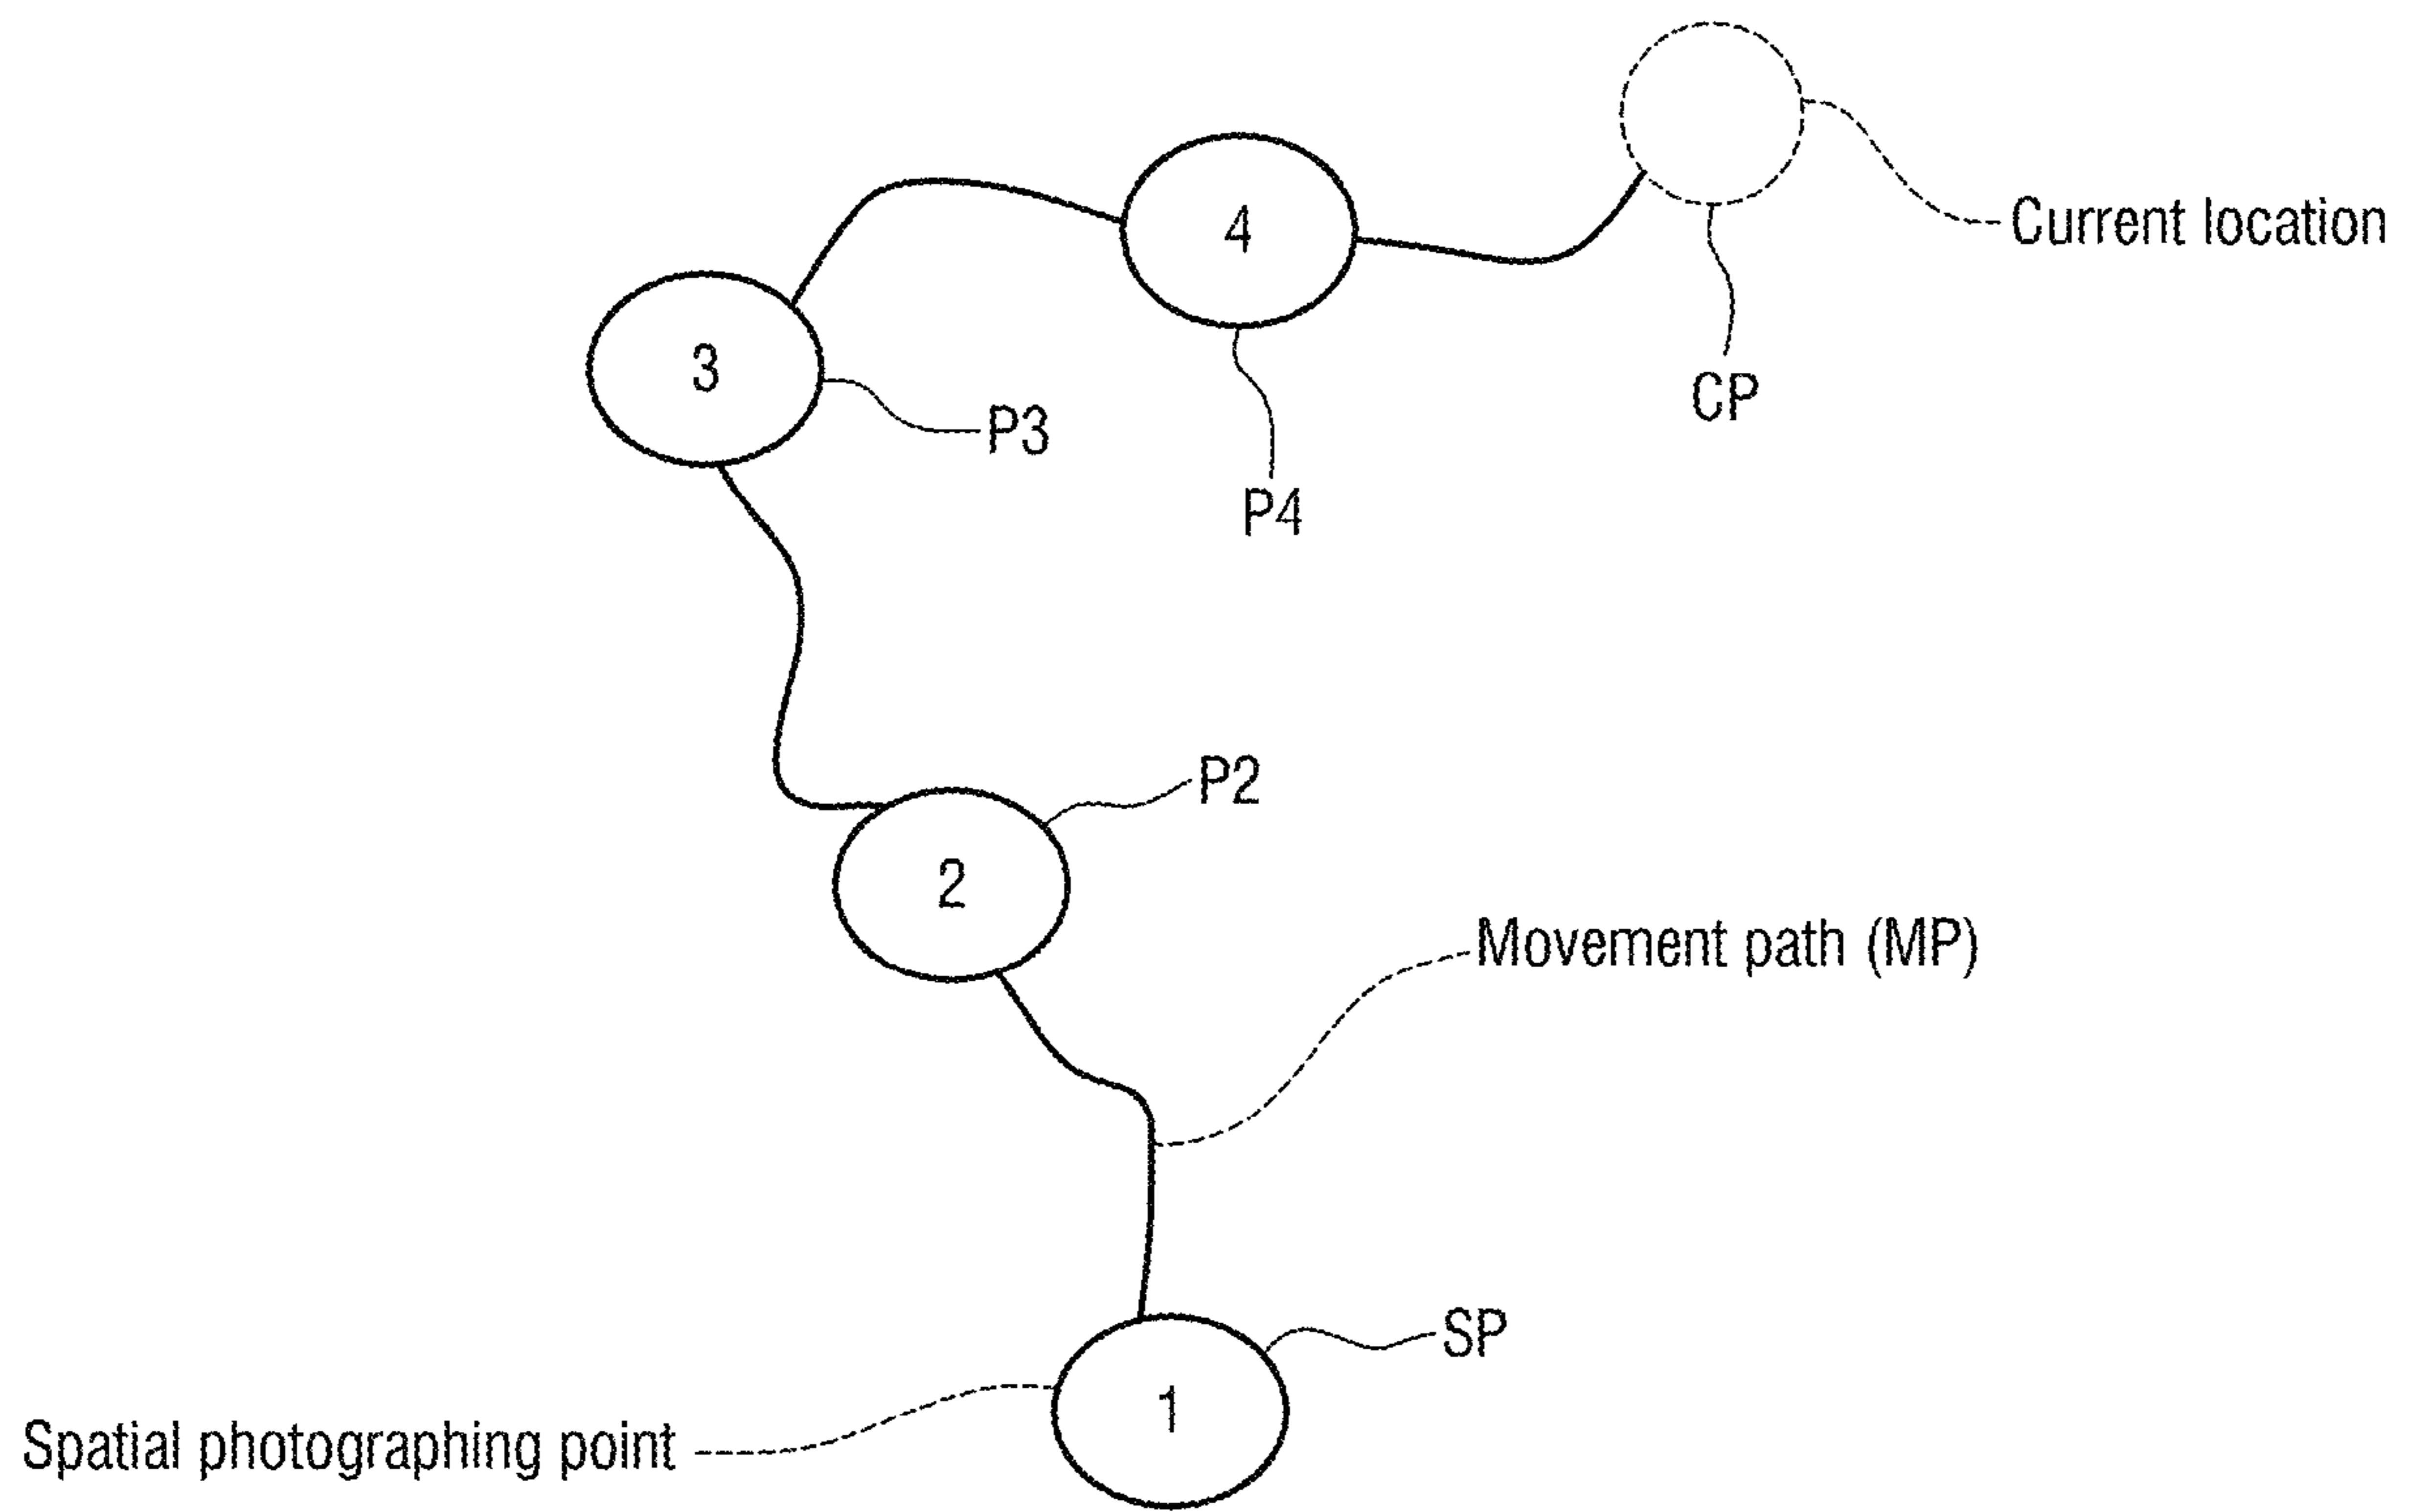 4
Current location
3
CP
P3
P4
P2
2
Movement path (MP)
SP
1
Spatial photographing point